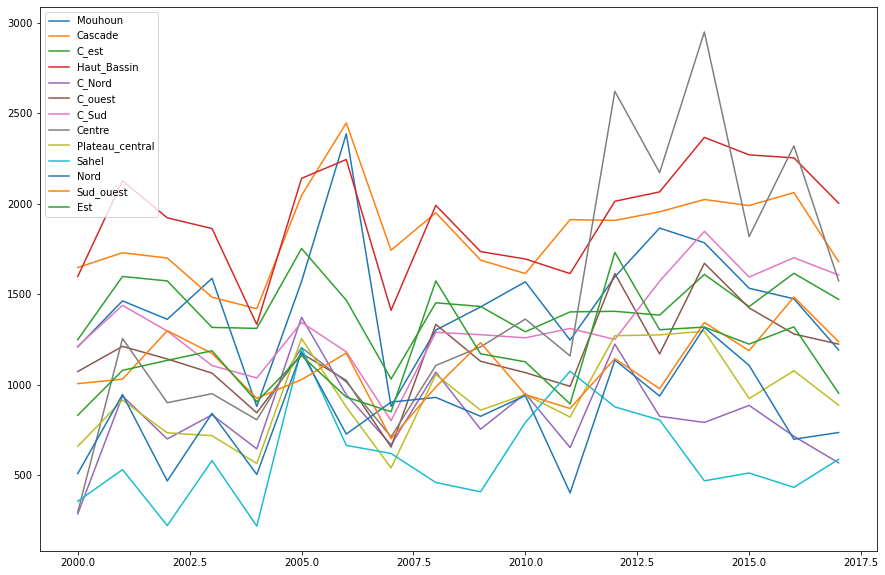 3000
2500
2000
1500
1000
500
Mouhoun
Cascade
C_est
Haut_Bassin
C_Nord
C_ouest
C_Sud
Centre
Plateau_central
Sahel
Nord
Sud_ouest
Est
2000.0 2002.5 2005.0 2007.5 2010.0 2012.5 2015.0 2017.5